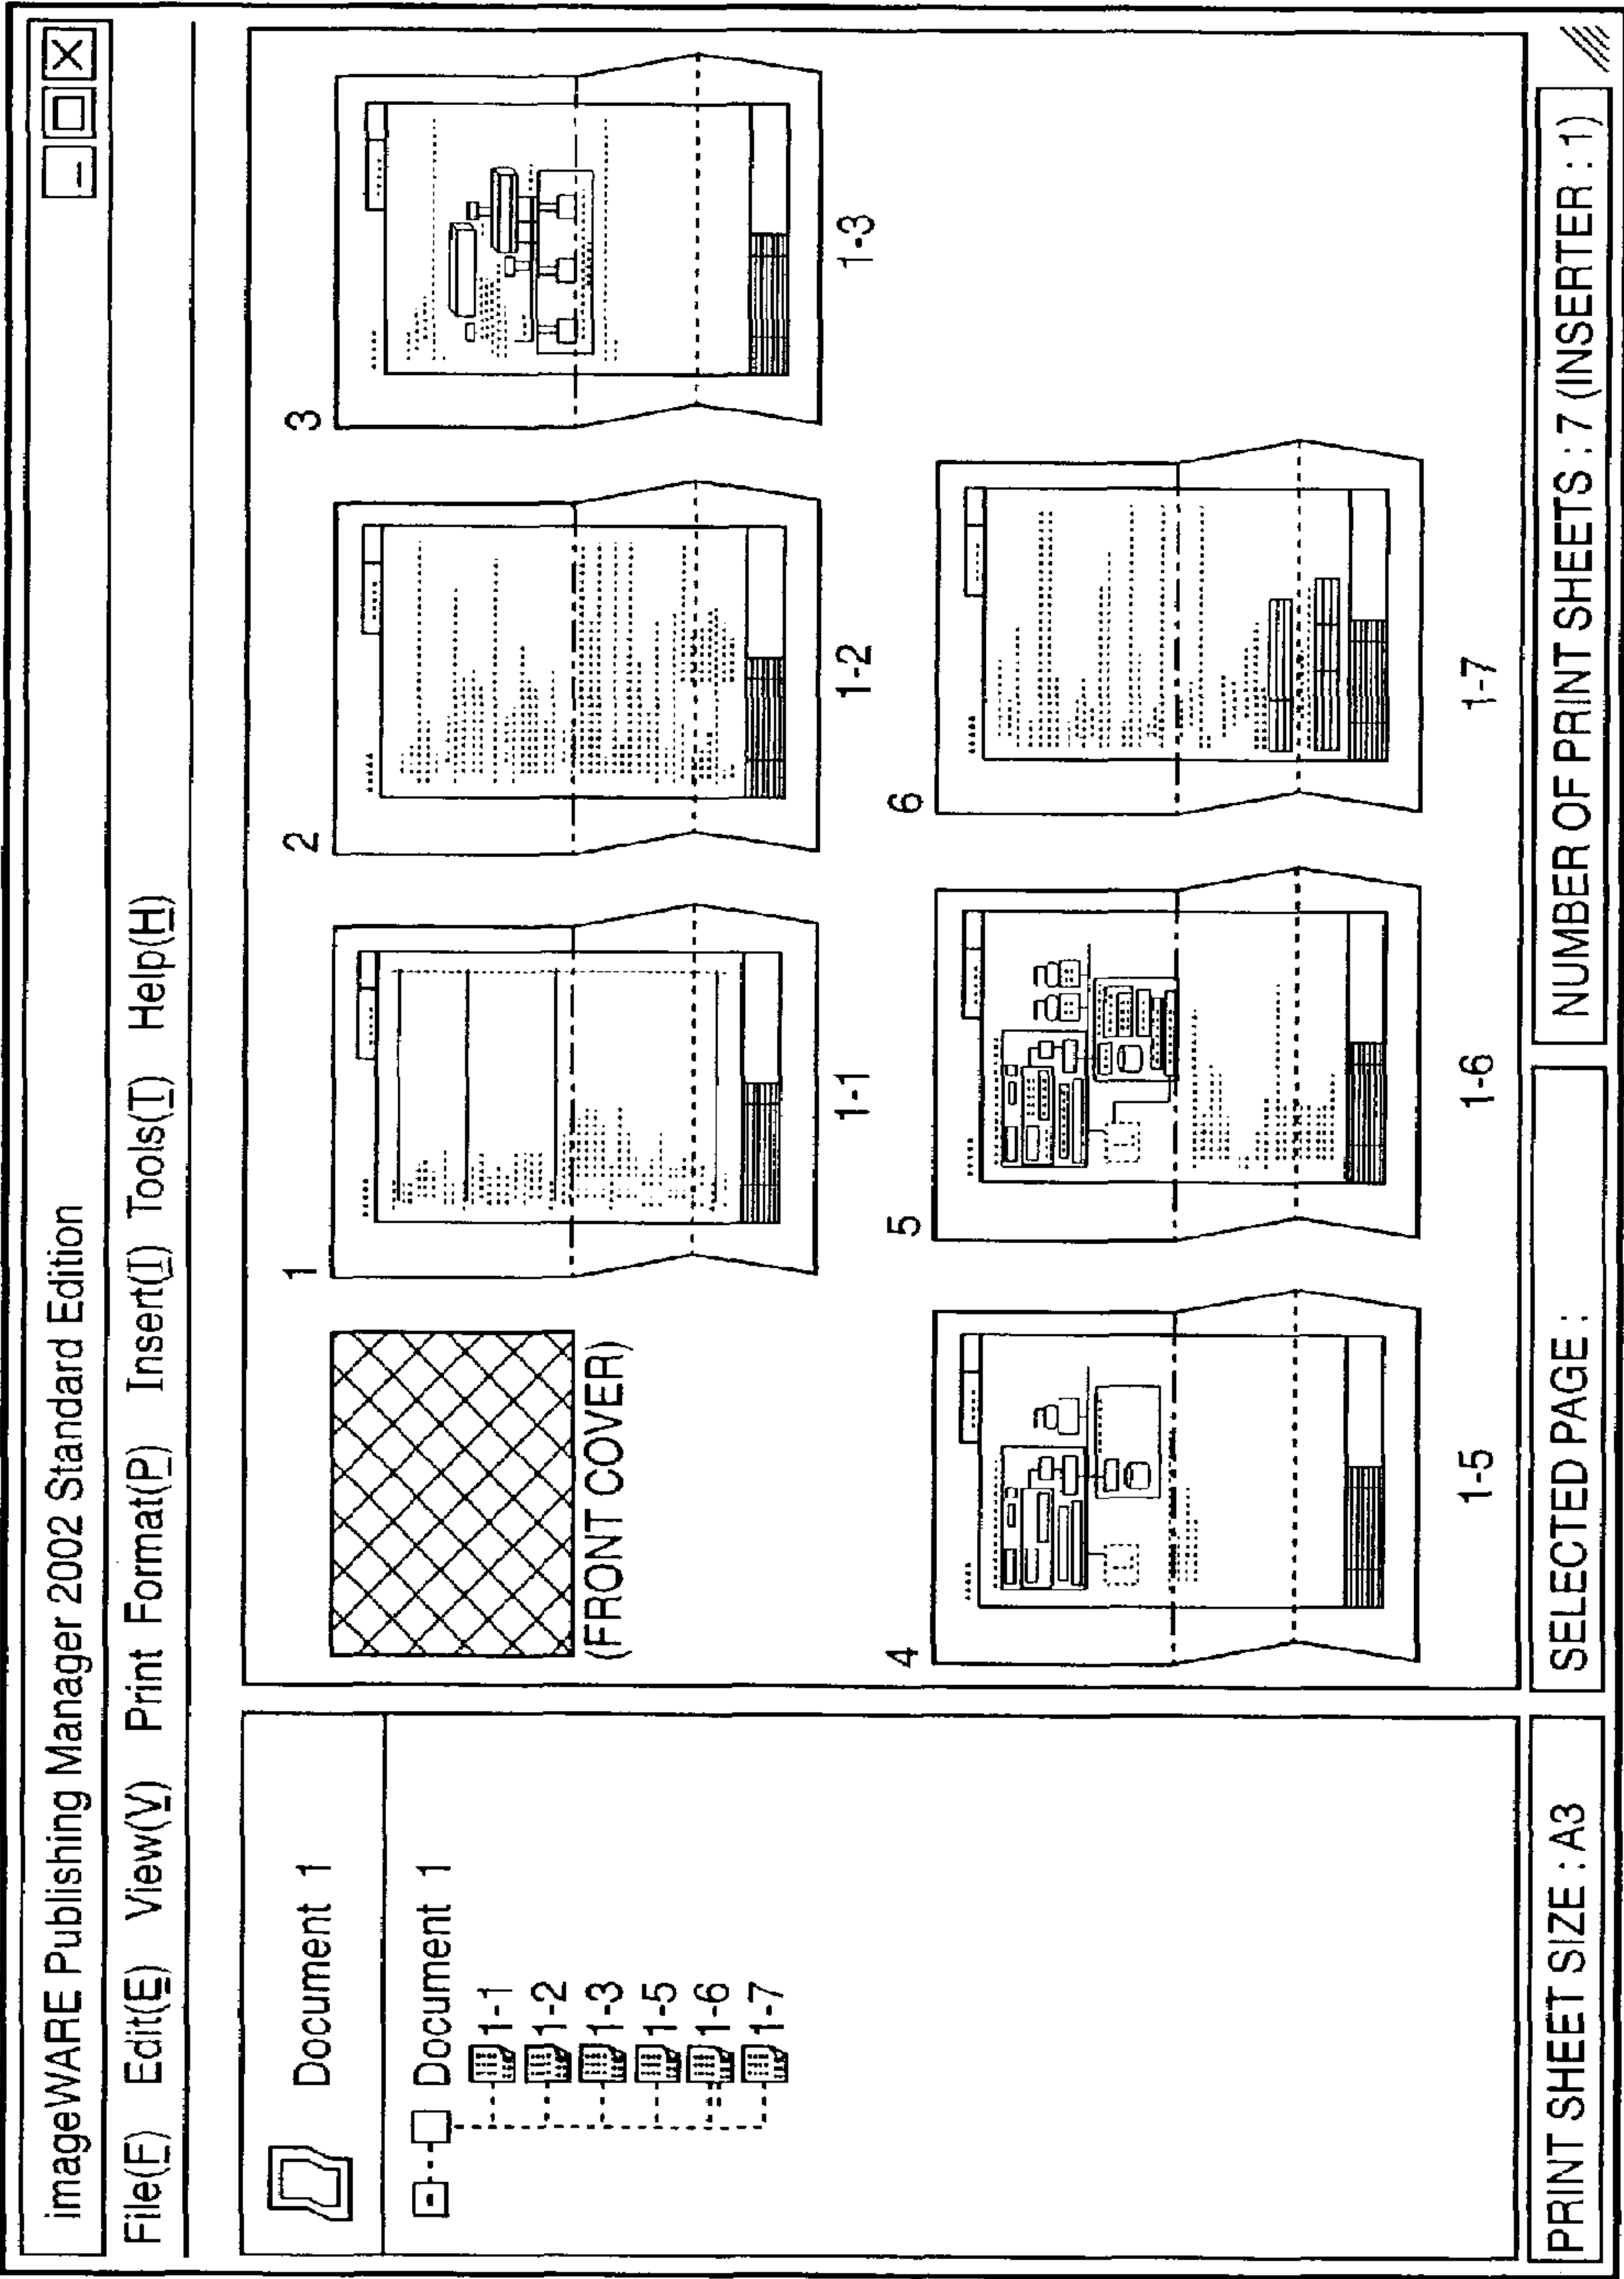 imageWARE Publishing Manager 2002 Standard Edition
File(F) Edit(E) View(V) Print Format(P) Insert(I) Tools(T) Help(H)
Document 1
Document 1
1-1
1-2
1-3
1-5
1-6
1-7
(FRONT COVER)
1
1-1
2
1-2
3
1-3
4
1-5
5
1-6
6
1-7
PRINT SHEET SIZE : A3
SELECTED PAGE :
NUMBER OF PRINT SHEETS : 7 (INSERTER : 1)